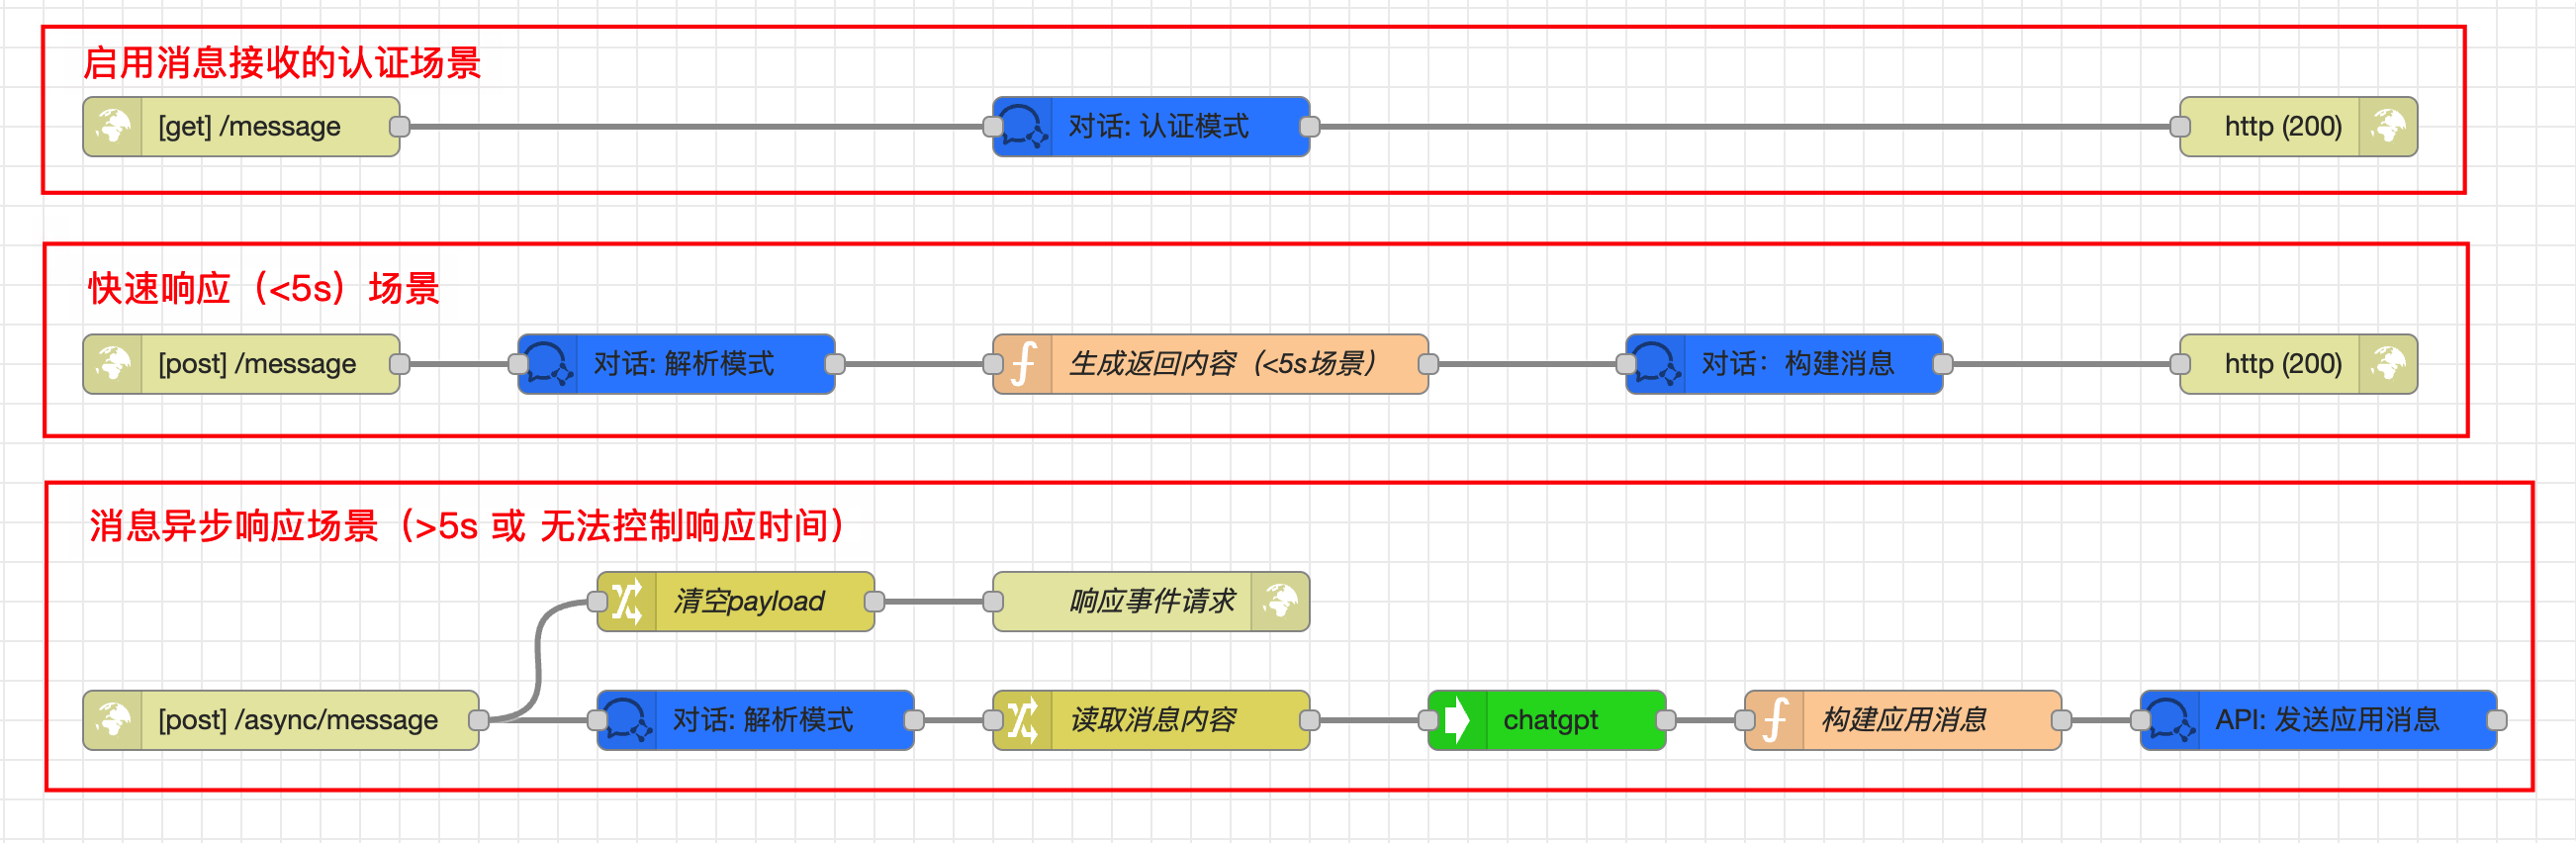 启用消息接收的认证场景
[get] /message
对话: 认证模式
http (200)
快速响应（<5s）场景
[post] /message
对话: 解析模式
生成返回内容（<5s场景）
对话：构建消息
http (200)
消息异步响应场景（>5s 或 无法控制响应时间）
清空payload
响应事件请求
[post] /async/message
对话: 解析模式
读取消息内容
chatgpt
构建应用消息
API: 发送应用消息